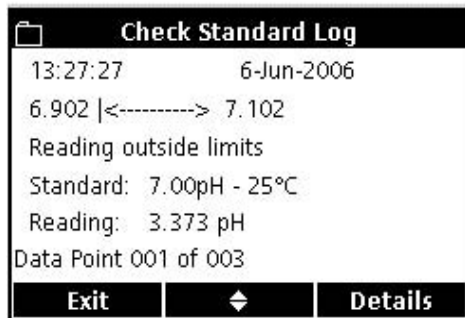 Check Standard Log
13:27:27 6-Jun-2006
6.902 |<----------> 7.102
Reading outside limits
Standard: 7.00pH - 25°C
Reading: 3.373 pH
Data Point 001 of 003
Exit Details